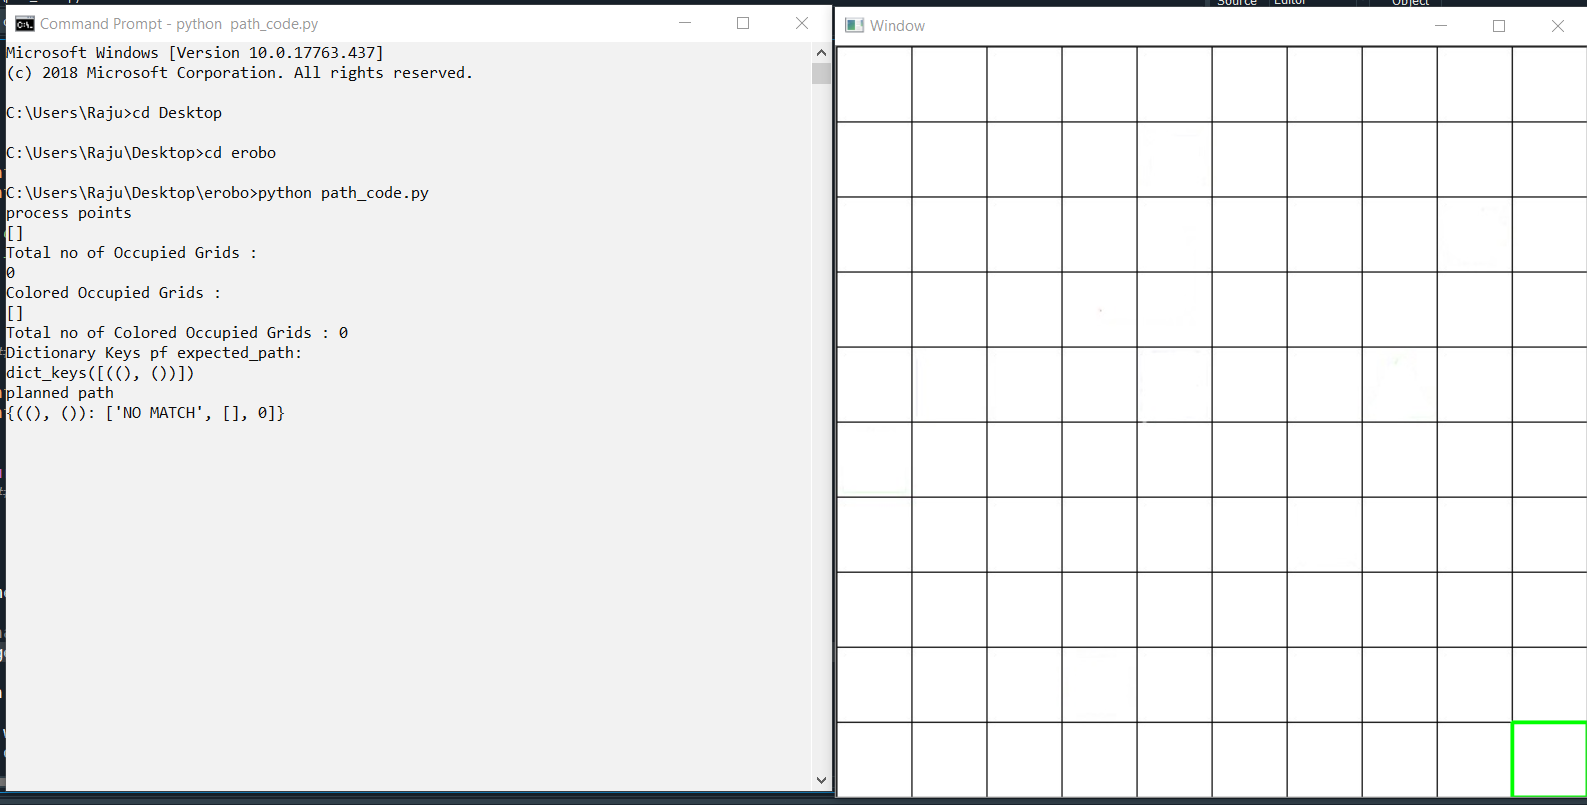 Source Editor Object
Command Prompt - python path_code.py
Window
Microsoft Windows [Version 10.0.17763.437]
(c) 2018 Microsoft Corporation. All rights reserved.
C:\Users\Raju>cd Desktop
C:\Users\Raju\Desktop>cd erobo
C:\Users\Raju\Desktop\erobo>python path_code.py
process points
[]
Total no of Occupied Grids :
0
Colored Occupied Grids :
[]
Total no of Colored Occupied Grids : 0
Dictionary Keys pf expected_path:
dict_keys([((), ())])
planned path
{((), ()): ['NO MATCH', [], 0]}